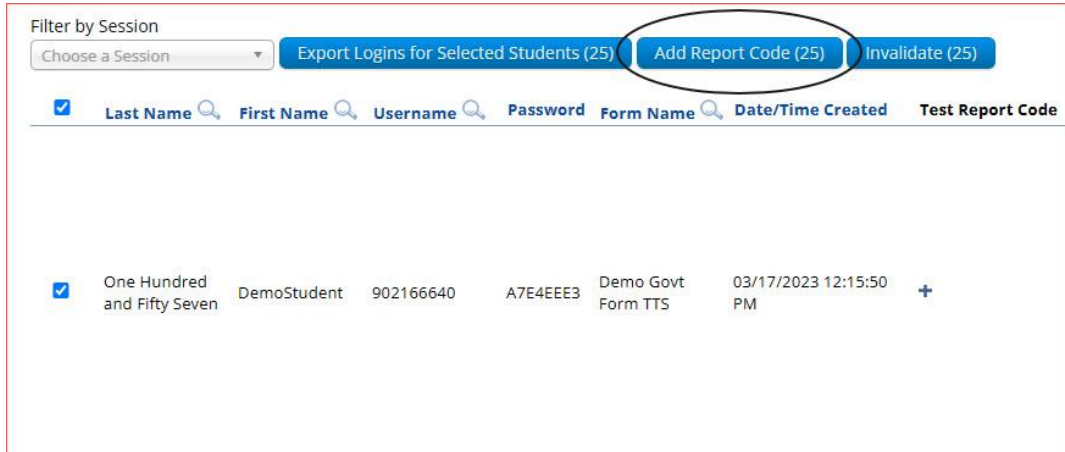 Filter by Session
Choose a Session
Export Logins for Selected Students (25)
Add Report Code (25)
Invalidate (25)
Last Name First Name Username Password Form Name Date/Time Created Test Report Code
One Hundred and Fifty Seven
DemoStudent
902166640
A7E4EEE3
Demo Govt Form TTS
03/17/2023 12:15:50 PM
+